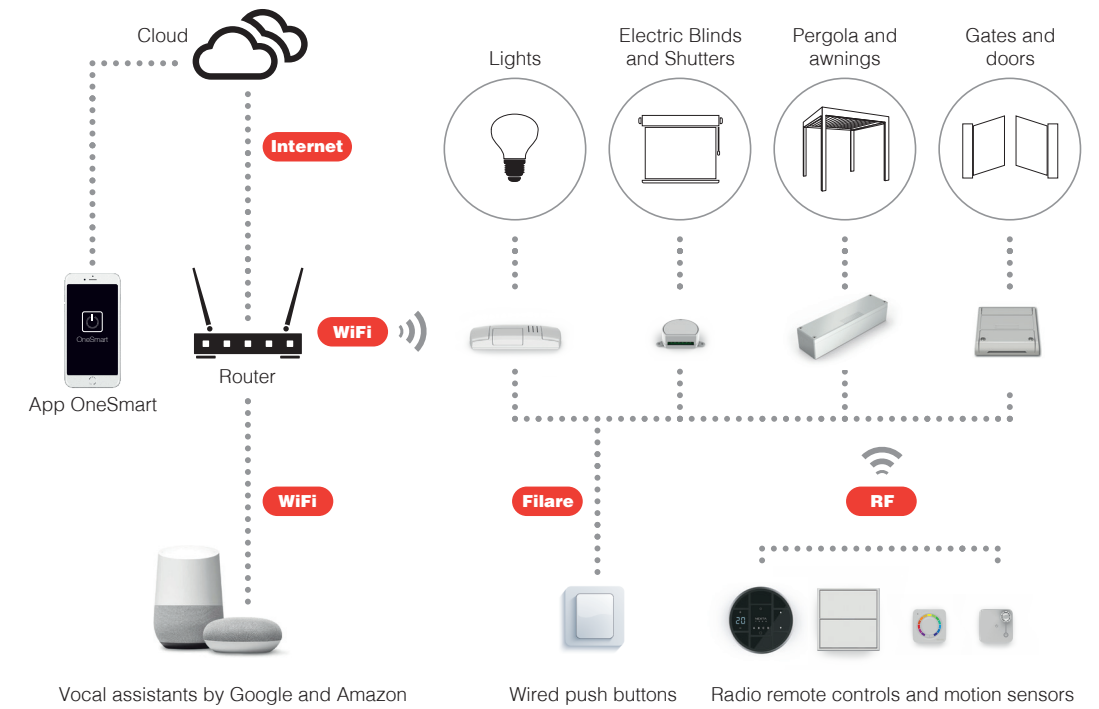 Cloud
Lights
Electric Blinds
and Shutters
Pergola and
awnings
Gates and
doors
Internet
OneSmart
WiFi
Router
App OneSmart
WiFi
Filare
RF
20
Vocal assistants by Google and Amazon
Wired push buttons
Radio remote controls and motion sensors